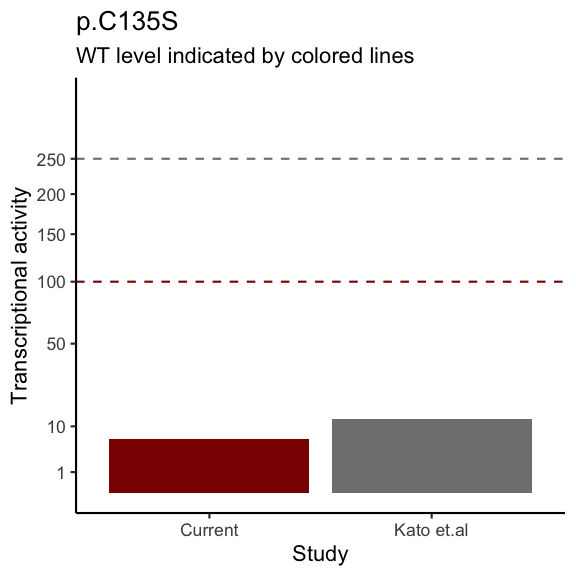 p.C135S
WT level indicated by colored lines
Transcriptional activity
250
200
150
100
50
10
1
Current
Kato et.al
Study